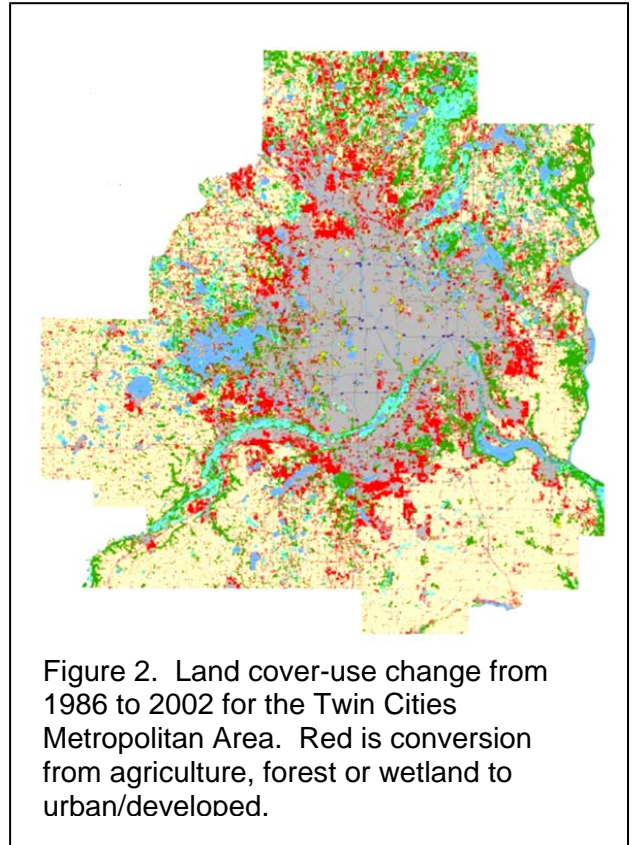 Figure 2.  Land cover-use change from
1986 to 2002 for the Twin Cities
Metropolitan Area.  Red is conversion
from agriculture, forest or wetland to
urban/developed.